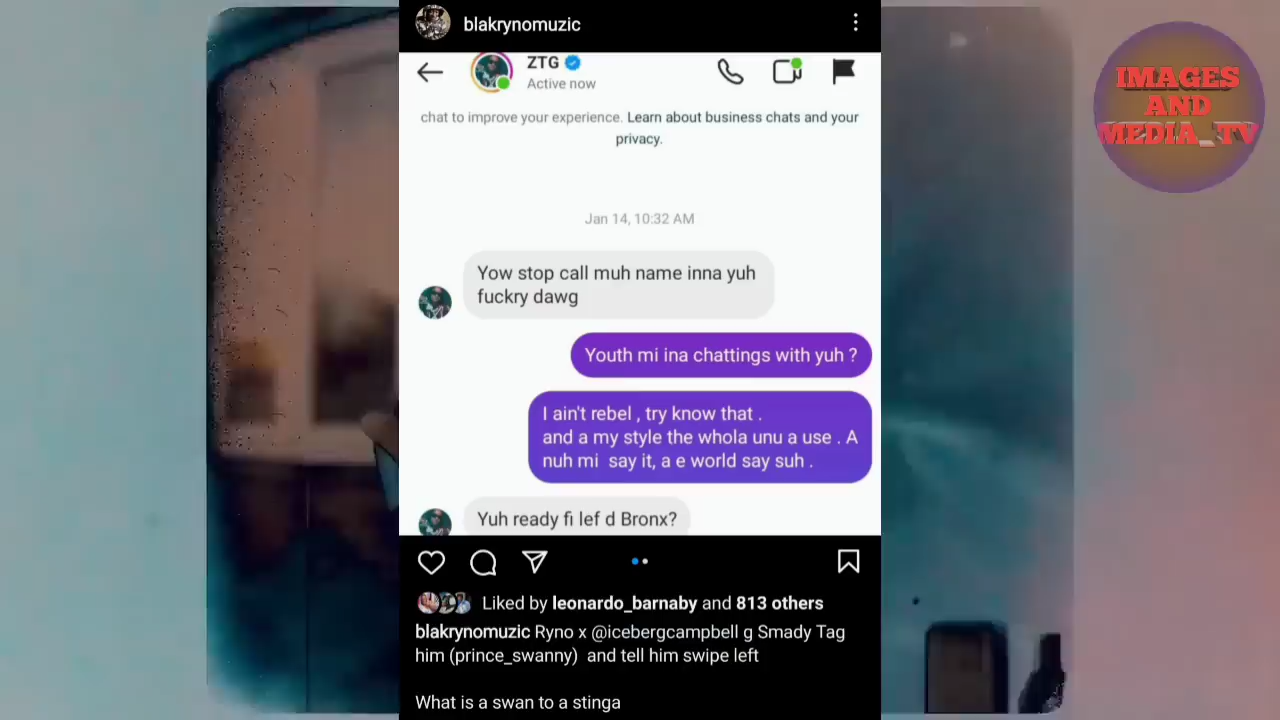 blakrynomuzic
IMAGES
AND
MEDIA_TV
ZTG
Active now
chat to improve your experience. Learn about business chats and your
privacy.
Jan 14, 10:32 AM
Yow stop call muh name inna yuh
fuckry dawg
Youth mi ina chattings with yuh ?
I ain't rebel , try know that .
and a my style the whola unu a use . A
nuh mi say it, a e world say suh .
Yuh ready fi lef d Bronx?
Liked by leonardo_barnaby and 813 others
blakrynomuzic Ryno x @icebergcampbell g Smady Tag
him (prince_swanny) and tell him swipe left
What is a swan to a stinga